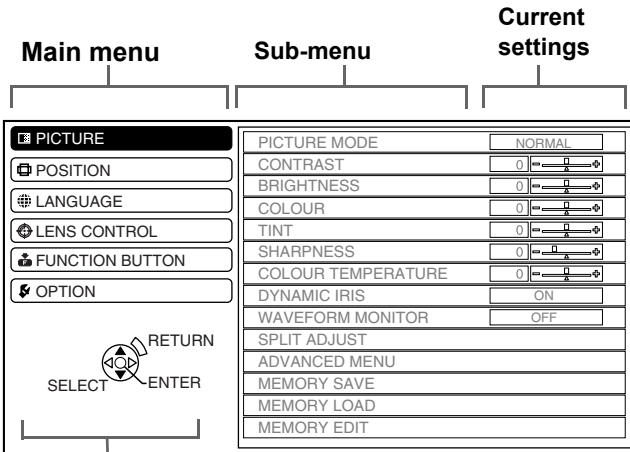 Main menu
Sub-menu
Current
settings
PICTURE
POSITION
LANGUAGE
LENS CONTROL
FUNCTION BUTTON
OPTION
RETURN
SELECT
ENTER
PICTURE MODE NORMAL
CONTRAST 0
BRIGHTNESS 0
COLOUR 0
TINT 0
SHARPNESS 0
COLOUR TEMPERATURE 0
DYNAMIC IRIS ON
WAVEFORM MONITOR OFF
SPLIT ADJUST
ADVANCED MENU
MEMORY SAVE
MEMORY LOAD
MEMORY EDIT